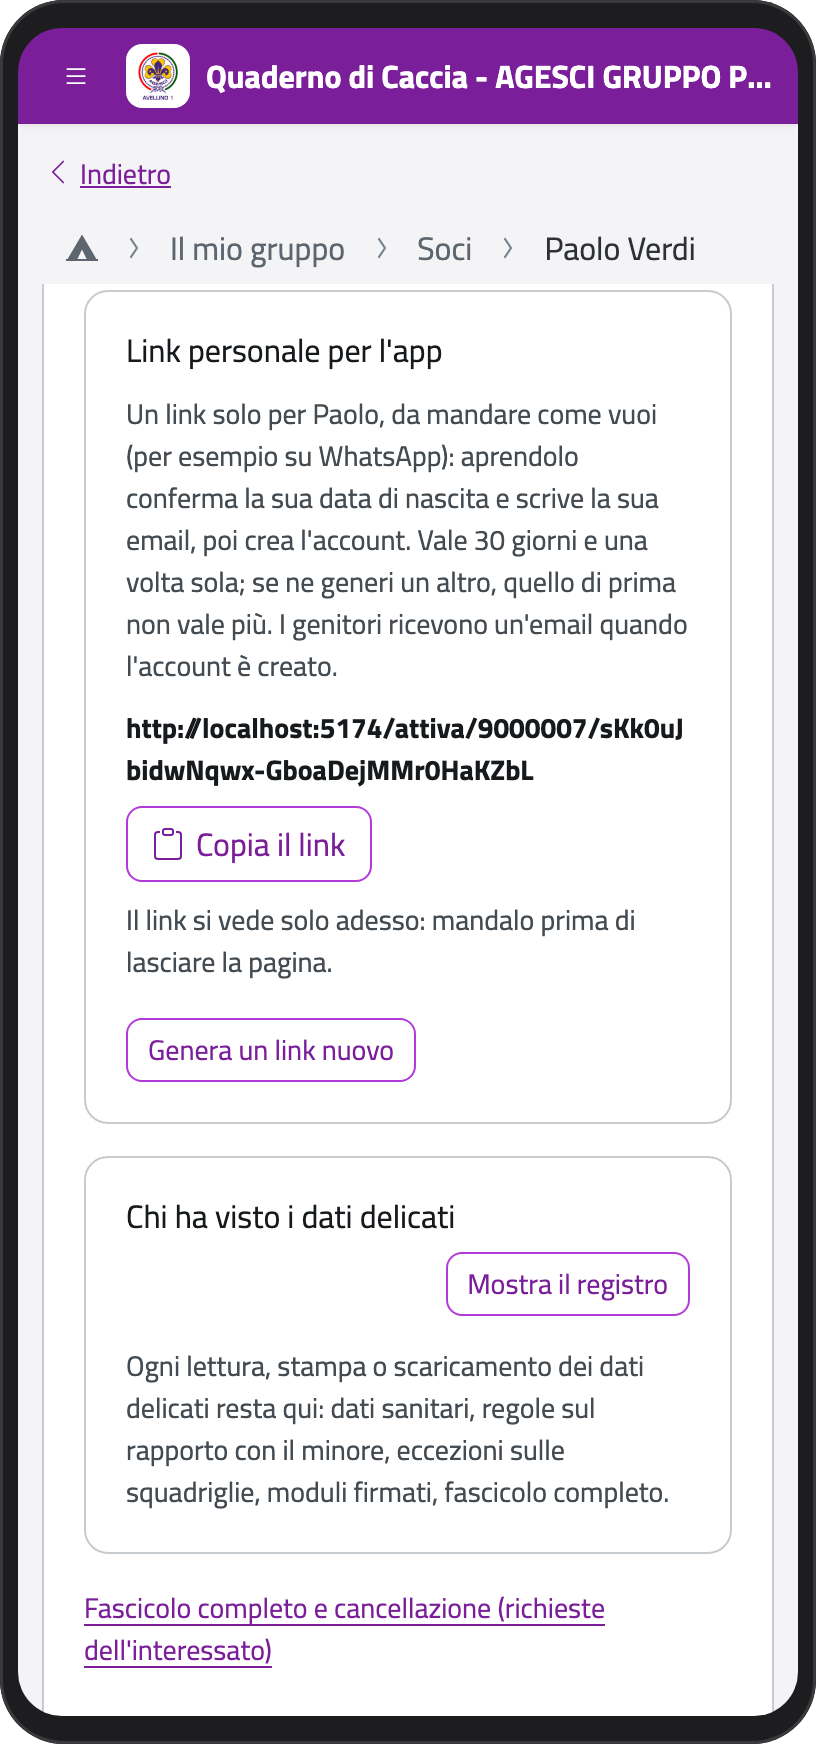 AVELLINO 1
Quaderno di Caccia - AGESCI GRUPPO P...
Indietro
Il mio gruppo > Soci > Paolo Verdi
Link personale per l'app
Un link solo per Paolo, da mandare come vuoi
(per esempio su WhatsApp): aprendolo
conferma la sua data di nascita e scrive la sua
email, poi crea l'account. Vale 30 giorni e una
volta sola; se ne generi un altro, quello di prima
non vale più. I genitori ricevono un'email quando
l'account è creato.
http://localhost:5174/attiva/9000007/sKk0uJ
bidwNqwx-GboaDejMMr0HaKZbL
Copia il link
Il link si vede solo adesso: mandalo prima di
lasciare la pagina.
Genera un link nuovo
Chi ha visto i dati delicati
Mostra il registro
Ogni lettura, stampa o scaricamento dei dati
delicati resta qui: dati sanitari, regole sul
rapporto con il minore, eccezioni sulle
squadriglie, moduli firmati, fascicolo completo.
Fascicolo completo e cancellazione (richieste
dell'interessato)